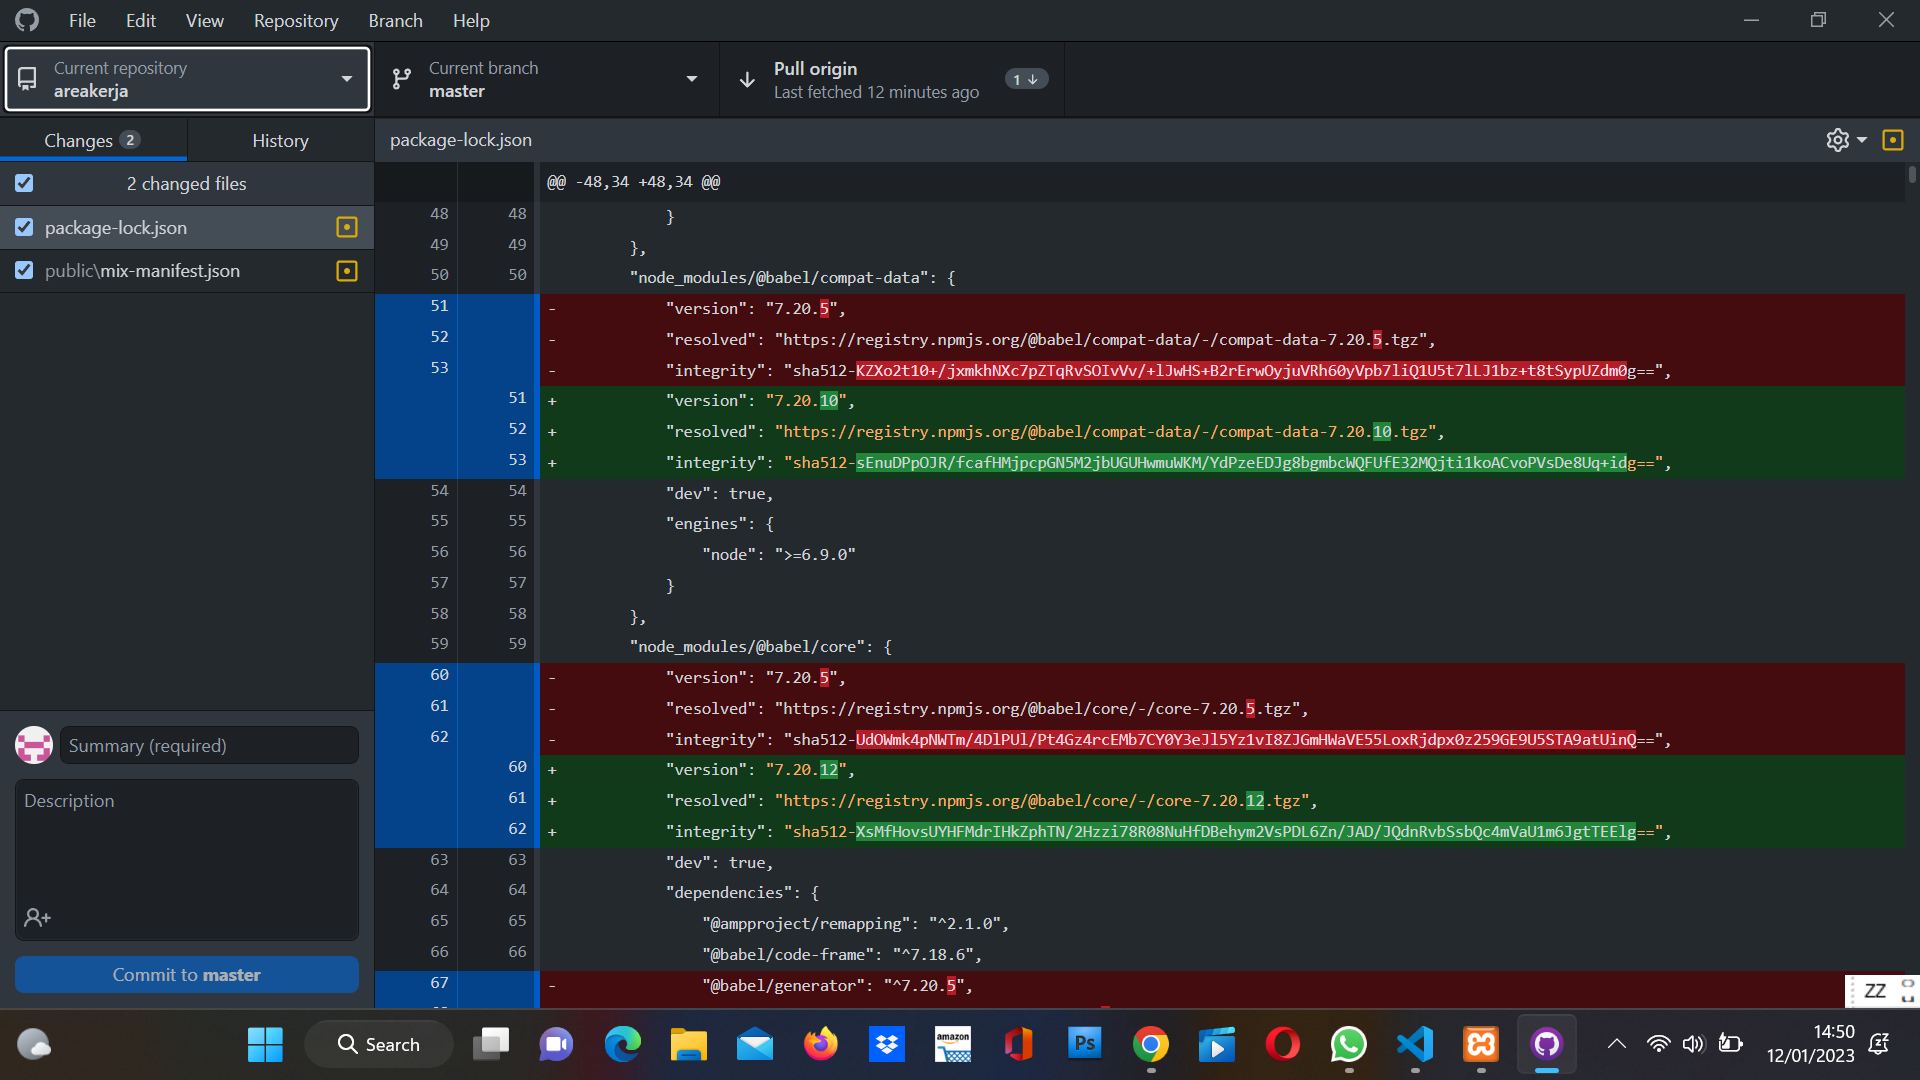 File Edit View Repository Branch Help
Current repository
areakerja
Current branch
master
Pull origin
Last fetched 12 minutes ago
1
Changes 2
History
package-lock.json
2 changed files
package-lock.json
public\mix-manifest.json
@@ -48,34 +48,34 @@
48 48 }
49 49 },
50 50 "node_modules/@babel/compat-data": {
51 - "version": "7.20.5",
52 - "resolved": "https://registry.npmjs.org/@babel/compat-data/-/compat-data-7.20.5.tgz",
53 - "integrity": "sha512-KZXo2t10+/jxmkhNXc7pZTqRvSOIvVv/+lJwHS+B2rErwOyjuVRh60yVpb7liQ1U5t7lLJ1bz+t8tSypUZdm0g==",
51 + "version": "7.20.10",
52 + "resolved": "https://registry.npmjs.org/@babel/compat-data/-/compat-data-7.20.10.tgz",
53 + "integrity": "sha512-sEnuDPpOJR/fcafHMjpcpGN5M2jbUGUHwmuWKM/YdPzeEDJg8bgmbcWQFUfE32MQjti1koACvoPVsDe8Uq+idg==",
54 54 "dev": true,
55 55 "engines": {
56 56 "node": ">=6.9.0"
57 57 }
58 58 },
59 59 "node_modules/@babel/core": {
60 - "version": "7.20.5",
61 - "resolved": "https://registry.npmjs.org/@babel/core/-/core-7.20.5.tgz",
62 - "integrity": "sha512-UdOWmk4pNWTm/4DlPUl/Pt4Gz4rcEMb7CY0Y3eJl5Yz1vI8ZJGmHWaVE55LoxRjdpx0z259GE9U5STA9atUinQ==",
60 + "version": "7.20.12",
61 + "resolved": "https://registry.npmjs.org/@babel/core/-/core-7.20.12.tgz",
62 + "integrity": "sha512-XsMfHovsUYHFMdrIHkZphTN/2Hzzi78R08NuHfDBehym2VsPDL6Zn/JAD/JQdnRvbSsbQc4mVaU1m6JgtTEElg==",
63 63 "dev": true,
64 64 "dependencies": {
65 65 "@ampproject/remapping": "^2.1.0",
66 66 "@babel/code-frame": "^7.18.6",
67 - "@babel/generator": "^7.20.5",
Summary (required)
Description
Commit to master
ZZ
Search
amazon
Ps
14:50
12/01/2023